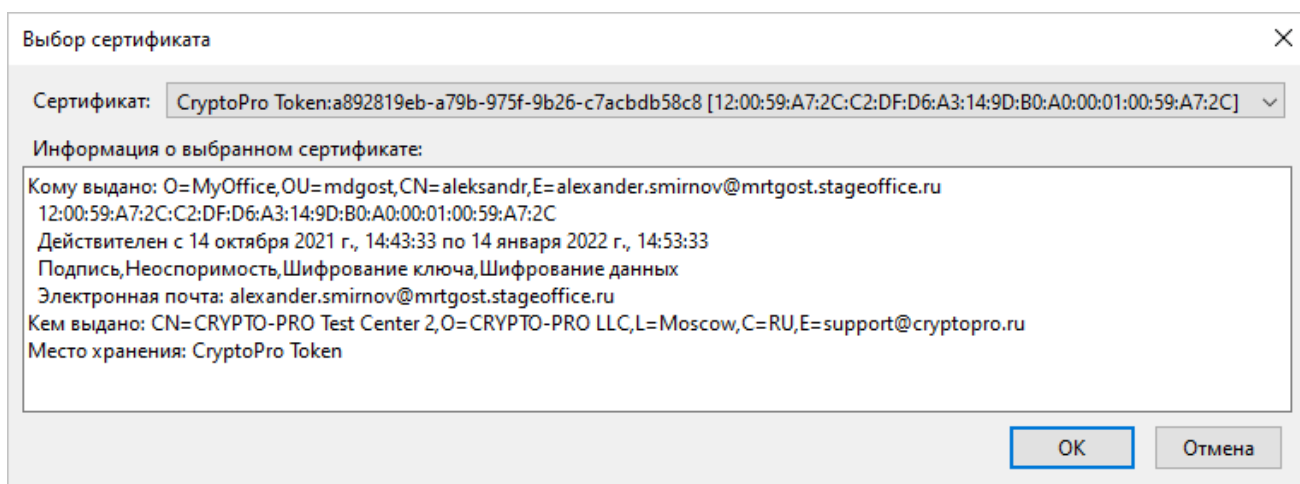 Выбор сертификата
Сертификат: CryptoPro Token:a892819eb-a79b-975f-9b26-c7acbdb58c8 [12:00:59:A7:2C:C2:DF:D6:A3:14:9D:B0:A0:00:01:00:59:A7:2C]
Информация о выбранном сертификате:
Кому выдано: O=MyOffice,OU=mdgost,CN=aleksandr,E=alexander.smirnov@mrtgost.stageoffice.ru
12:00:59:A7:2C:C2:DF:D6:A3:14:9D:B0:A0:00:01:00:59:A7:2C
Действителен с 14 октября 2021 г., 14:43:33 по 14 января 2022 г., 14:53:33
Подпись,Неоспоримость,Шифрование ключа,Шифрование данных
Электронная почта: alexander.smirnov@mrtgost.stageoffice.ru
Кем выдано: CN=CRYPTO-PRO Test Center 2,O=CRYPTO-PRO LLC,L=Moscow,C=RU,E=support@cryptopro.ru
Место хранения: CryptoPro Token
OK Отмена